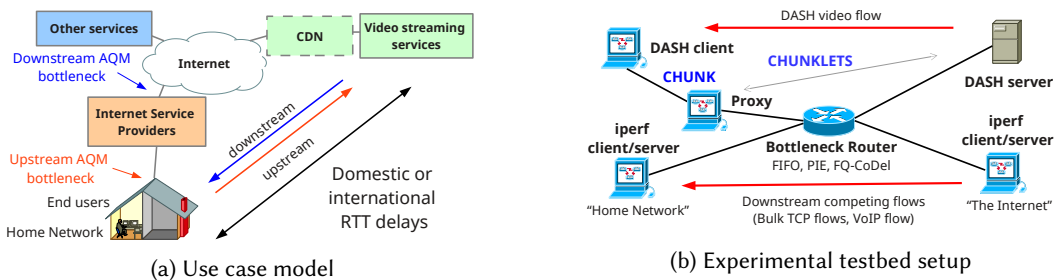 Other services
CDN
Video streaming
services
Internet
Downstream AQM
bottleneck
Internet Service
Providers
downstream
upstream
Upstream AQM
bottleneck
End users
Home Network
Domestic or
international
RTT delays
(a) Use case model
DASH video flow
DASH client
CHUNK
CHUNKLETS
DASH server
Proxy
iperf
client/server
Bottleneck Router
FIFO, PIE, FQ-CoDel
iperf
client/server
“Home Network”
Downstream competing flows
(Bulk TCP flows, VoIP flow)
“The Internet”
(b) Experimental testbed setup